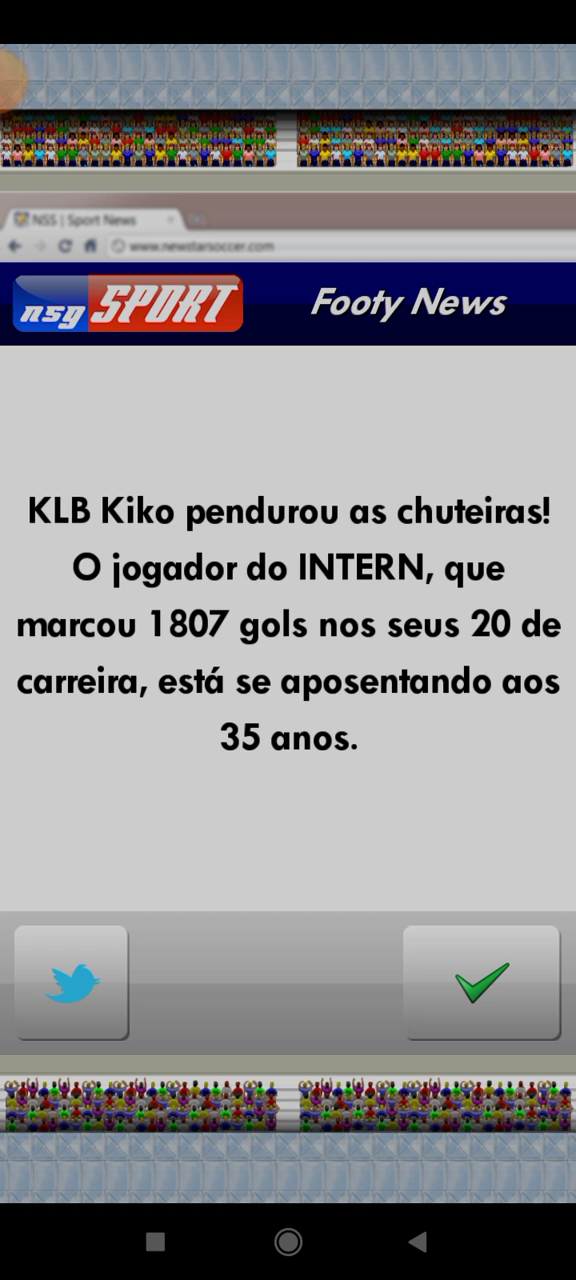 NSS | Sport News
www.newstarsoccer.com
nsg SPORT
Footy News
KLB Kiko pendurou as chuteiras!
O jogador do INTERN, que
marcou 1807 gols nos seus 20 de
carreira, está se aposentando aos
35 anos.